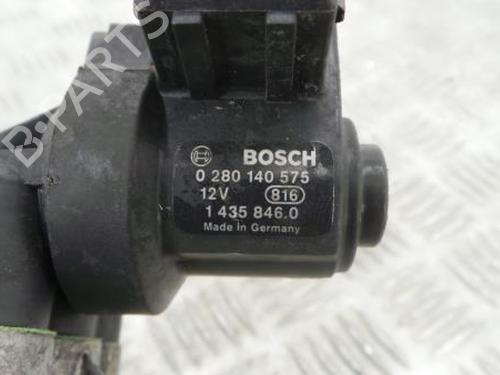 B-PARTS
BOSCH
0 280 140 575
12V 816
1 435 846.0
Made in Germany